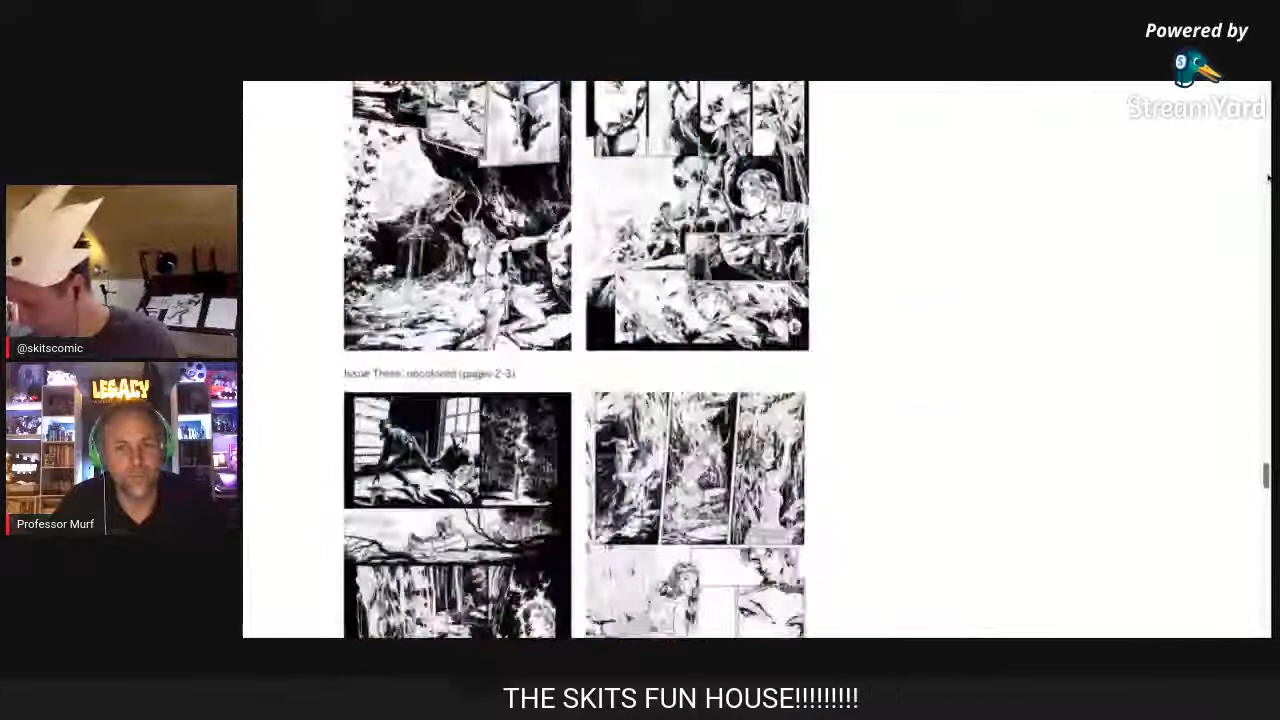 Powered by
StreamYard
@skitscomic
LEGACY
Professor Murf
Issue Three: uncolored (pages 2-3)
THE SKITS FUN HOUSE!!!!!!!!!